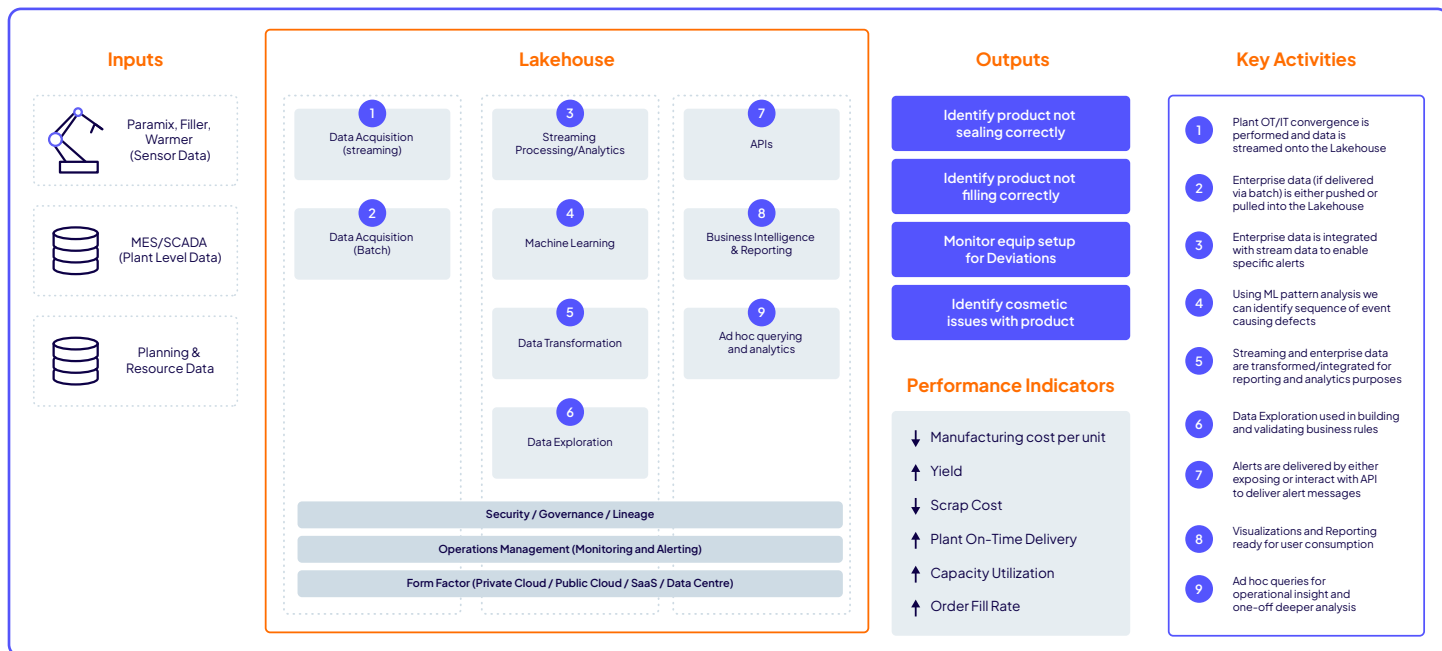 Inputs
Paramix, Filler,
Warmer
(Sensor Data)
MES/SCADA
(Plant Level Data)
Planning &
Resource Data
Lakehouse
1
Data Acquisition
(streaming)
2
Data Acquisition
(Batch)
3
Streaming
Processing/Analytics
4
Machine Learning
5
Data Transformation
6
Data Exploration
7
APIs
8
Business Intelligence
& Reporting
9
Ad hoc querying
and analytics
Security / Governance / Lineage
Operations Management (Monitoring and Alerting)
Form Factor (Private Cloud / Public Cloud / SaaS / Data Centre)
Outputs
Identify product not
sealing correctly
Identify product not
filling correctly
Monitor equip setup
for Deviations
Identify cosmetic
issues with product
Performance Indicators
Manufacturing cost per unit
Yield
Scrap Cost
Plant On-Time Delivery
Capacity Utilization
Order Fill Rate
Key Activities
1
Plant OT/IT convergence is
performed and data is
streamed onto the Lakehouse
2
Enterprise data (if delivered
via batch) is either pushed or
pulled into the Lakehouse
3
Enterprise data is integrated
with stream data to enable
specific alerts
4
Using ML pattern analysis we
can identify sequence of event
causing defects
5
Streaming and enterprise data
are transformed/integrated for
reporting and analytics purposes
6
Data Exploration used in building
and validating business rules
7
Alerts are delivered by either
exposing or interact with API
to deliver alert messages
8
Visualizations and Reporting
ready for user consumption
9
Ad hoc queries for
operational insight and
one-off deeper analysis